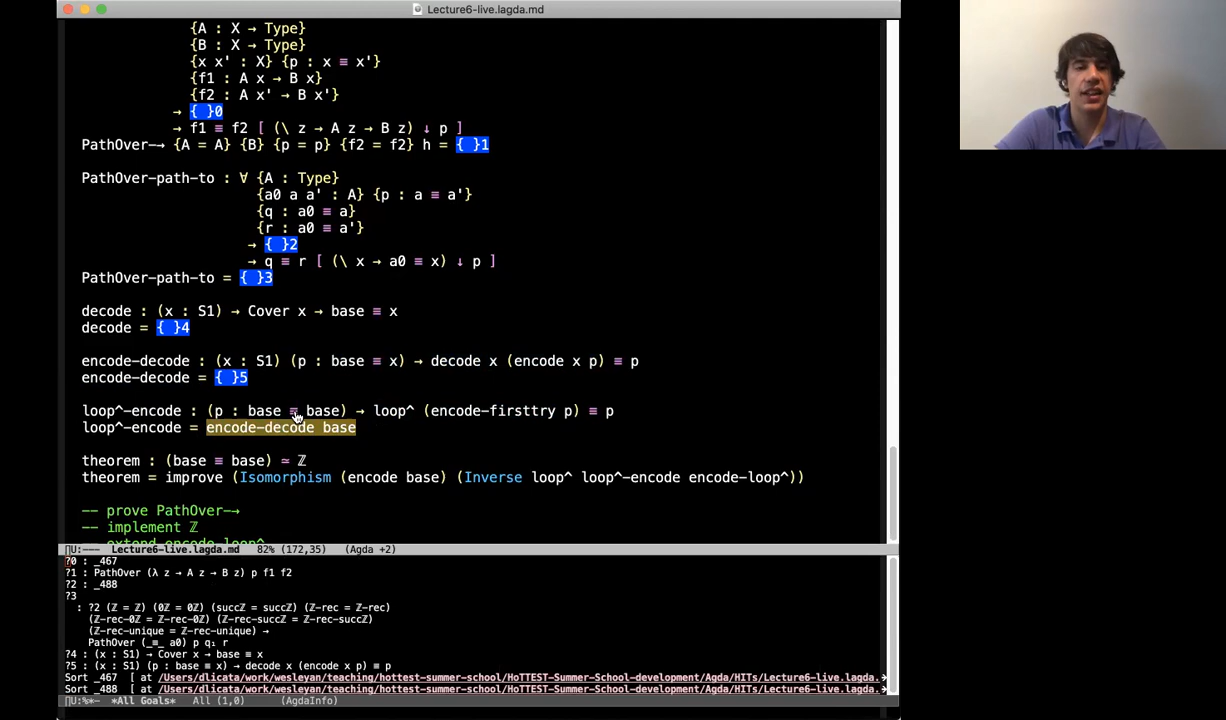 Lecture6-live.lagda.md
{A : X → Type}
{B : X → Type}
{x x' : X} {p : x ≡ x'}
{f1 : A x → B x}
{f2 : A x' → B x'}
→ { }0
→ f1 ≡ f2 [ (\ z → A z → B z) ↓ p ]
PathOver-→ {A = A} {B} {p = p} {f2 = f2} h = { }1
PathOver-path-to : ∀ {A : Type}
{a0 a a' : A} {p : a ≡ a'}
{q : a0 ≡ a}
{r : a0 ≡ a'}
→ { }2
→ q ≡ r [ (\ x → a0 ≡ x) ↓ p ]
PathOver-path-to = { }3
decode : (x : S1) → Cover x → base ≡ x
decode = { }4
encode-decode : (x : S1) (p : base ≡ x) → decode x (encode x p) ≡ p
encode-decode = { }5
loop^-encode : (p : base ≡ base) → loop^ (encode-firsttry p) ≡ p
loop^-encode = encode-decode base
theorem : (base ≡ base) ≃ ℤ
theorem = improve (Isomorphism (encode base) (Inverse loop^ loop^-encode encode-loop^))
-- prove PathOver-→
-- implement ℤ
-- extend encode-loop^
U:--- Lecture6-live.lagda.md 82% (172,35) (Agda +2)
?0 : _467
?1 : PathOver (λ z → A z → B z) p f1 f2
?2 : _488
?3
: ?2 (ℤ = ℤ) (0ℤ = 0ℤ) (succℤ = succℤ) (ℤ-rec = ℤ-rec)
(ℤ-rec-0ℤ = ℤ-rec-0ℤ) (ℤ-rec-succℤ = ℤ-rec-succℤ)
(ℤ-rec-unique = ℤ-rec-unique) →
PathOver (_≡_ a0) p q₁ r
?4 : (x : S1) → Cover x → base ≡ x
?5 : (x : S1) (p : base ≡ x) → decode x (encode x p) ≡ p
Sort _467 [ at /Users/dlicata/work/wesleyan/teaching/hottest-summer-school/HoTTEST-Summer-School-development/Agda/HITs/Lecture6-live.lagda.
Sort _488 [ at /Users/dlicata/work/wesleyan/teaching/hottest-summer-school/HoTTEST-Summer-School-development/Agda/HITs/Lecture6-live.lagda.
U:%*- *All Goals* All (1,0) (AgdaInfo)